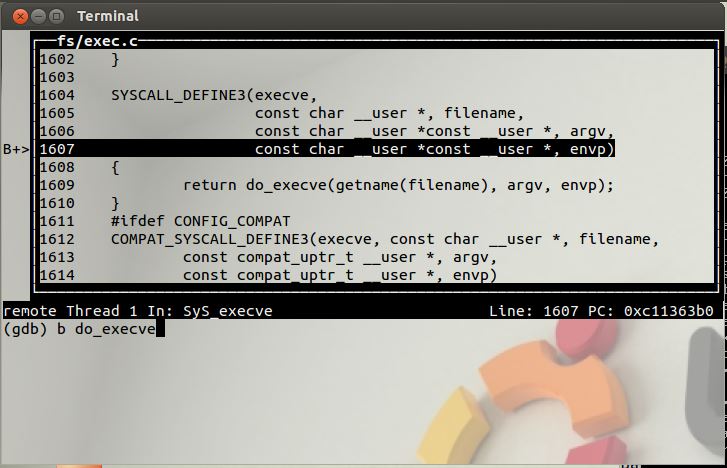 Terminal
fs/exec.c
1602 }
1603
1604 SYSCALL_DEFINE3(execve,
1605 const char __user *, filename,
1606 const char __user *const __user *, argv,
B+> 1607 const char __user *const __user *, envp)
1608 {
1609 return do_execve(getname(filename), argv, envp);
1610 }
1611 #ifdef CONFIG_COMPAT
1612 COMPAT_SYSCALL_DEFINE3(execve, const char __user *, filename,
1613 const compat_uptr_t __user *, argv,
1614 const compat_uptr_t __user *, envp)
remote Thread 1 In: SyS_execve Line: 1607 PC: 0xc11363b0
(gdb) b do_execve